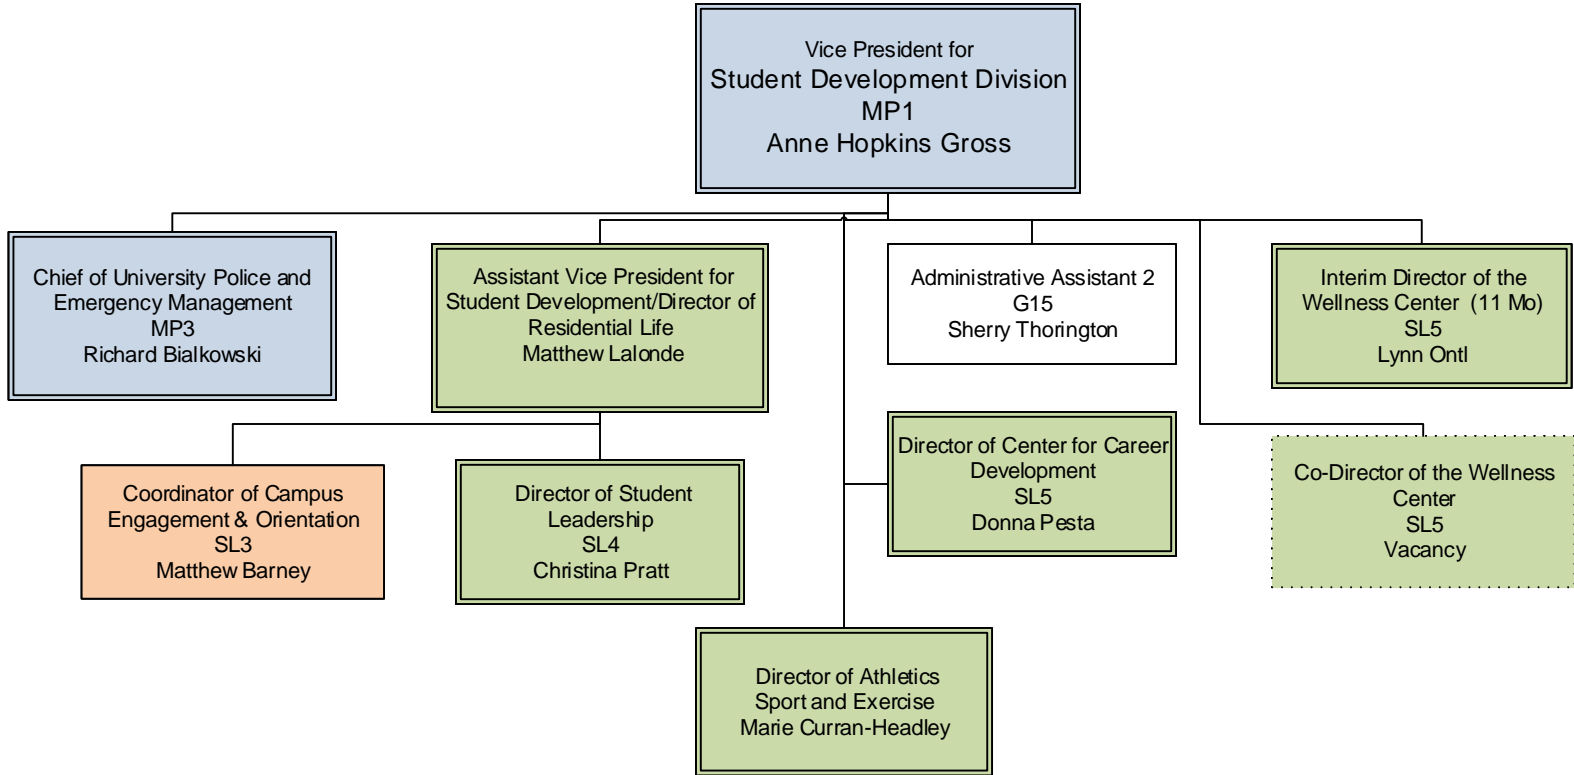 Vice President for
Student Development Division
MP1
Anne Hopkins Gross
Chief of University Police and
Emergency Management
MP3
Richard Bialkowski
Assistant Vice President for
Student Development/Director of
Residential Life
Matthew Lalonde
Administrative Assistant 2
G15
Sherry Thorington
Interim Director of the
Wellness Center (11 Mo)
SL5
Lynn Ontl
Coordinator of Campus
Engagement & Orientation
SL3
Matthew Barney
Director of Student
Leadership
SL4
Christina Pratt
Director of Center for Career
Development
SL5
Donna Pesta
Co-Director of the Wellness
Center
SL5
Vacancy
Director of Athletics
Sport and Exercise
Marie Curran-Headley